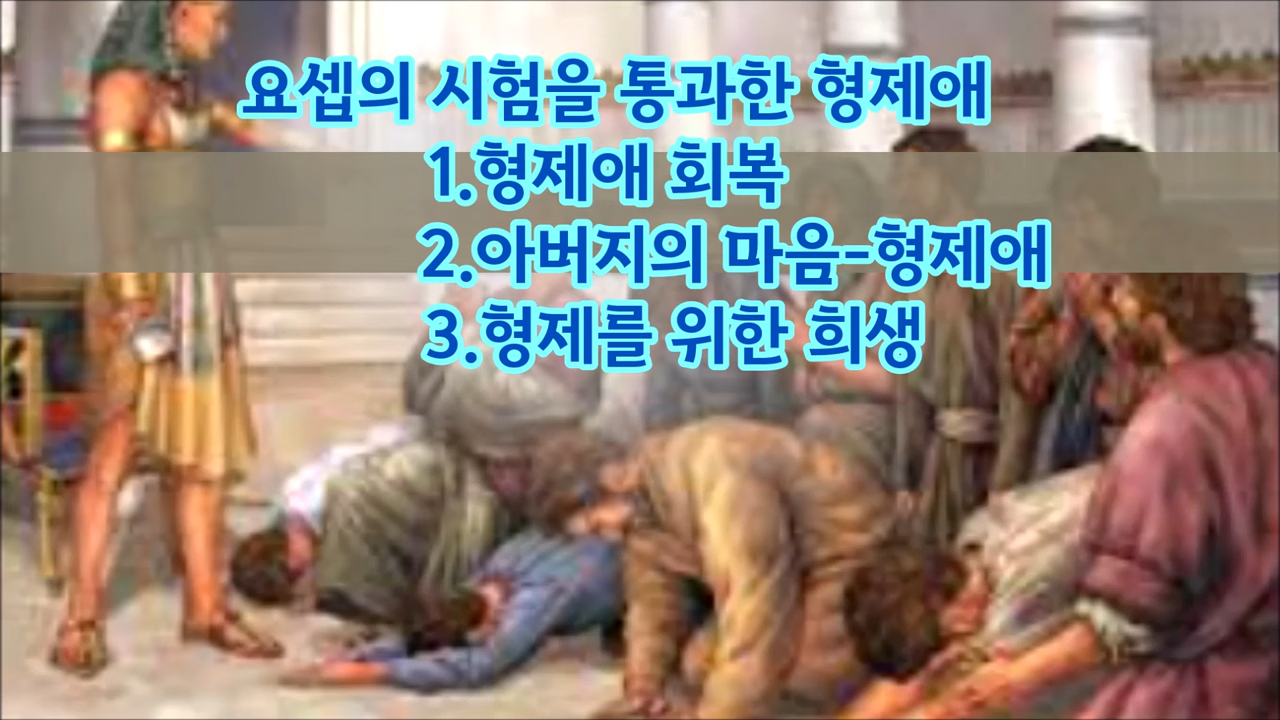 요셉의 시험을 통과한 형제애
1.형제애 회복
2.아버지의 마음-형제애
3.형제를 위한 희생